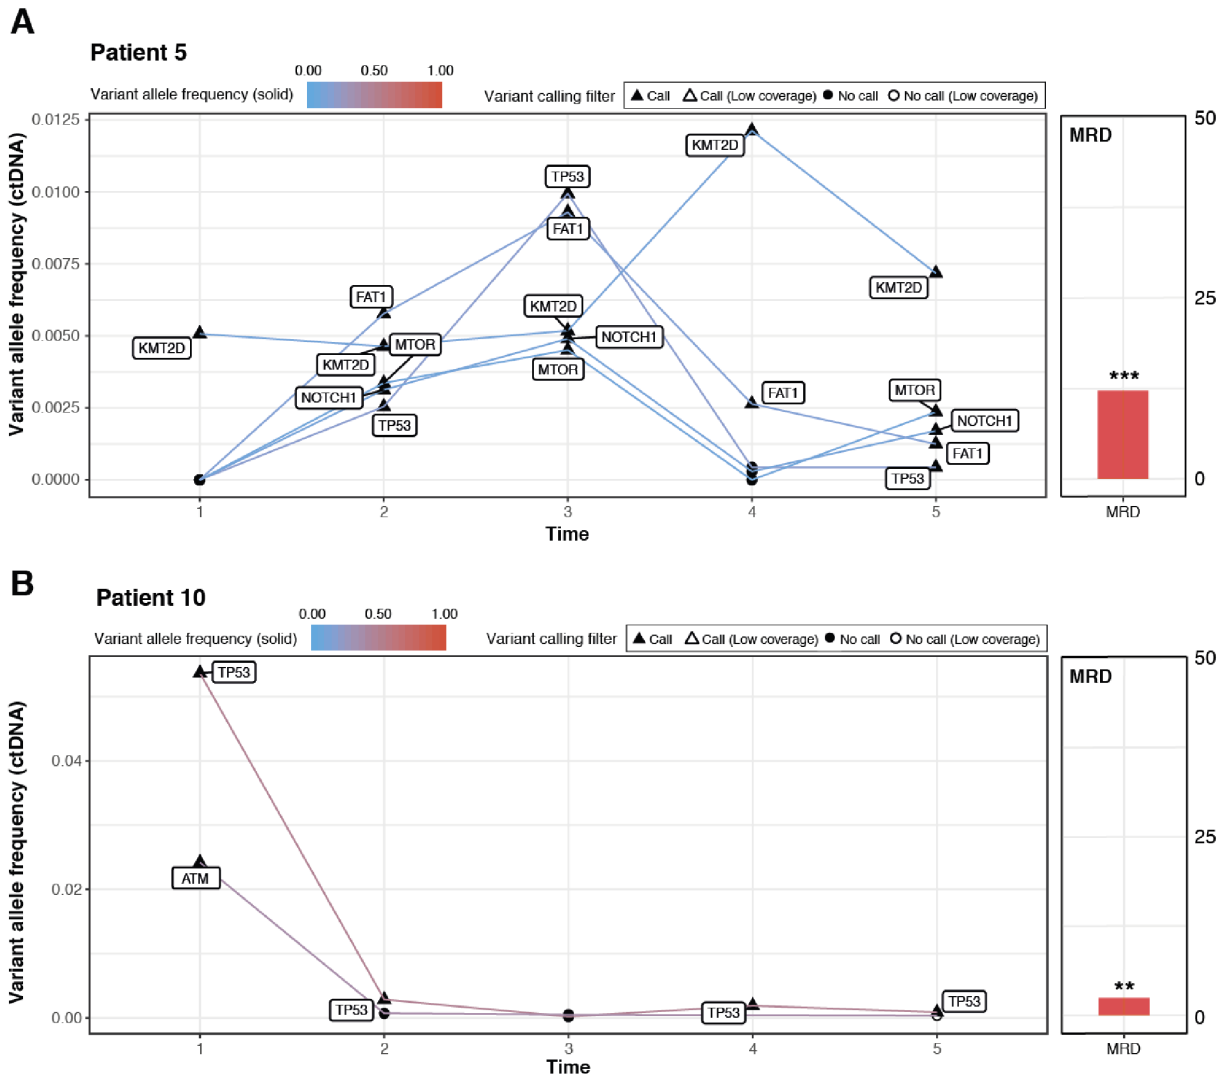 A
Patient 5
0.00 0.50 1.00
Variant allele frequency (solid)
Variant calling filter
Call Call (Low coverage) No call No call (Low coverage)
Variant allele frequency (ctDNA)
0.0125
0.0100
0.0075
0.0050
0.0025
0.0000
KMT2D
FAT1
MTOR
KMT2D
NOTCH1
TP53
TP53
FAT1
KMT2D
NOTCH1
MTOR
KMT2D
FAT1
KMT2D
MTOR
NOTCH1
FAT1
TP53
1 2 3 4 5
Time
MRD
***
50
25
0
MRD
B
Patient 10
0.00 0.50 1.00
Variant allele frequency (solid)
Variant calling filter
Call Call (Low coverage) No call No call (Low coverage)
Variant allele frequency (ctDNA)
0.04
0.02
0.00
TP53
ATM
TP53
TP53
TP53
1 2 3 4 5
Time
MRD
**
50
25
0
MRD